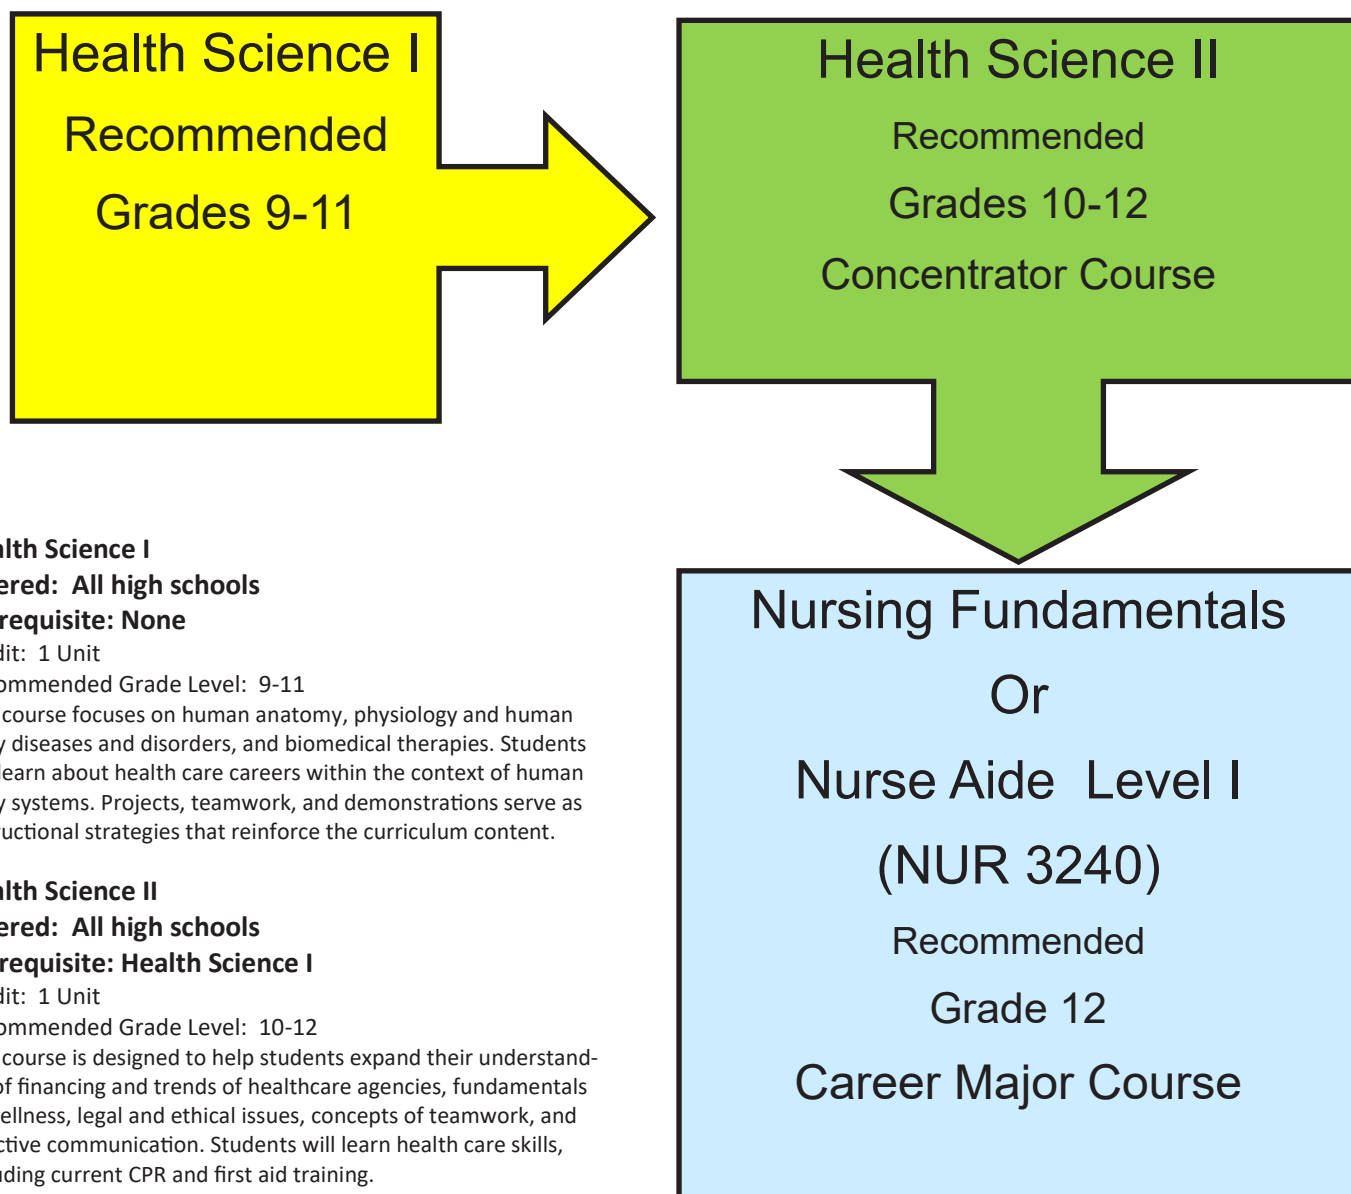 Health Science I
Recommended
Grades 9-11
Health Science II
Recommended
Grades 10-12
Concentrator Course
Nursing Fundamentals
Or
Nurse Aide Level I
(NUR 3240)
Recommended
Grade 12
Career Major Course
alth Science I
ered: All high schools
requisite: None
dit: 1 Unit
ommended Grade Level: 9-11
course focuses on human anatomy, physiology and human
y diseases and disorders, and biomedical therapies. Students
learn about health care careers within the context of human
y systems. Projects, teamwork, and demonstrations serve as
ructional strategies that reinforce the curriculum content.
alth Science II
ered: All high schools
requisite: Health Science I
dit: 1 Unit
ommended Grade Level: 10-12
course is designed to help students expand their understand-
of financing and trends of healthcare agencies, fundamentals
ellness, legal and ethical issues, concepts of teamwork, and
ctive communication. Students will learn health care skills,
uding current CPR and first aid training.